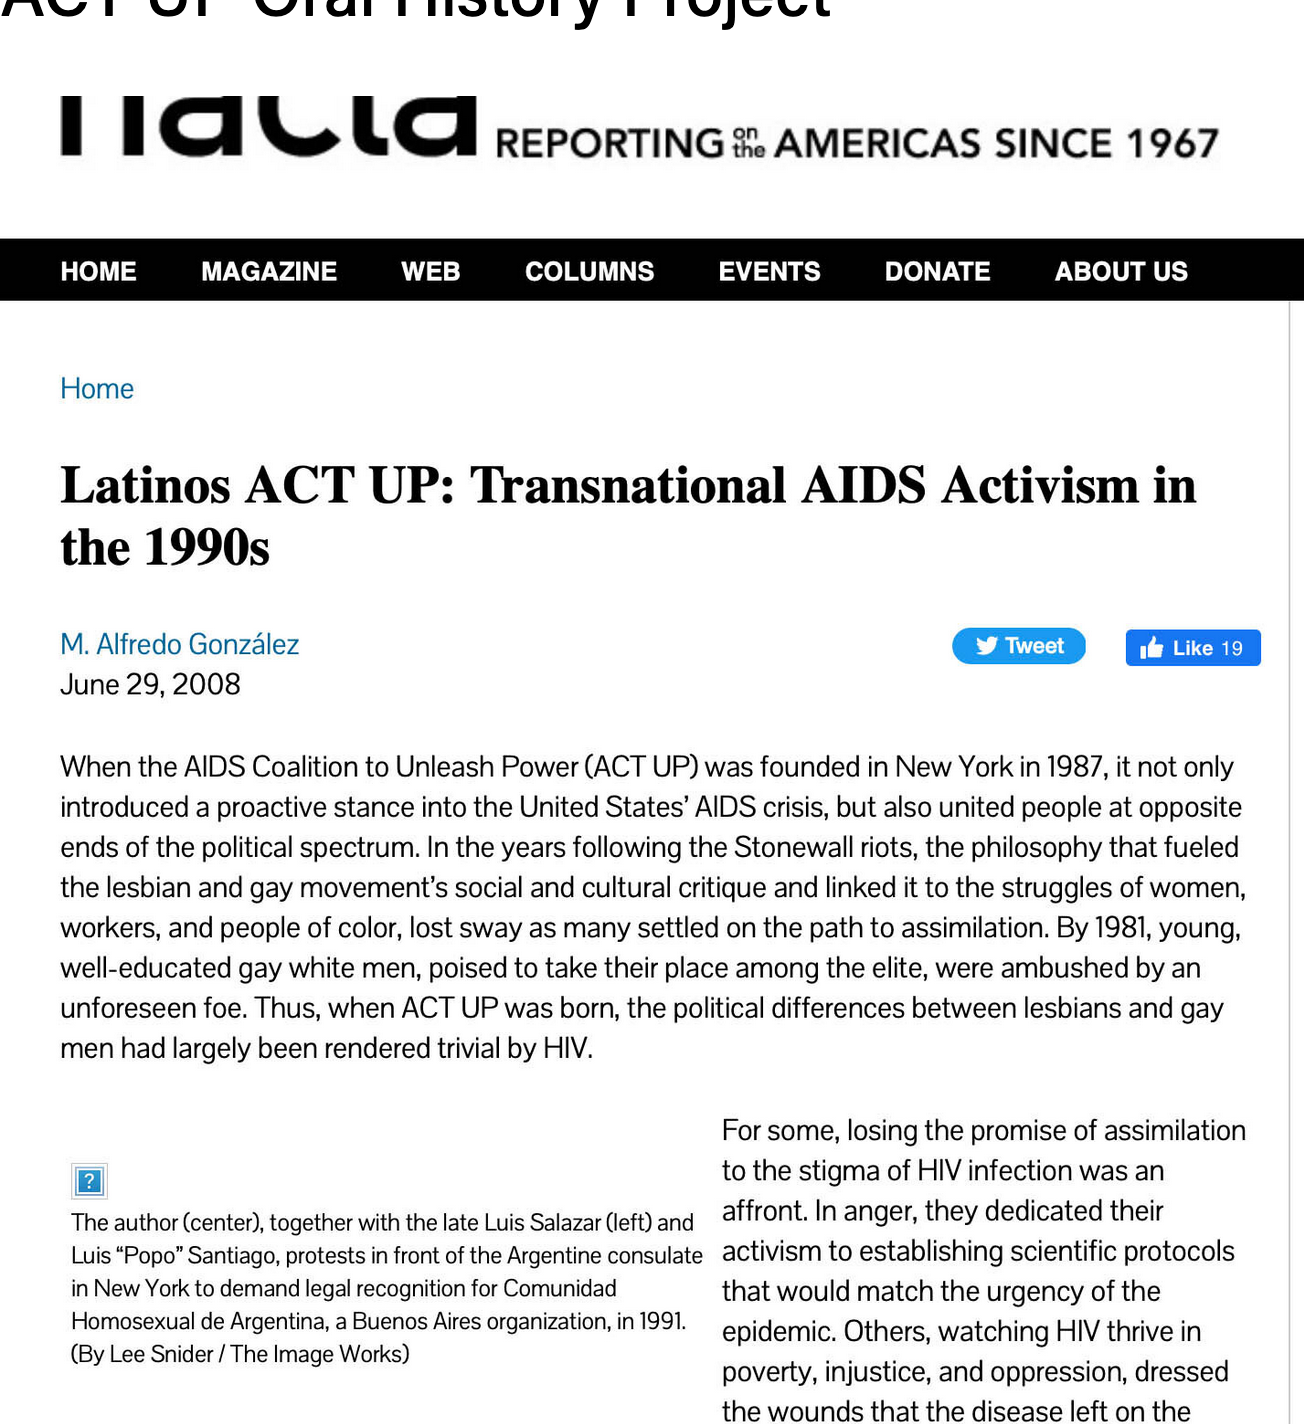 ACT UP Oral History Project
nacla REPORTING on the AMERICAS SINCE 1967
HOME MAGAZINE WEB COLUMNS EVENTS DONATE ABOUT US
Home
Latinos ACT UP: Transnational AIDS Activism in
the 1990s
M. Alfredo González
Tweet
Like 19
June 29, 2008
When the AIDS Coalition to Unleash Power (ACT UP) was founded in New York in 1987, it not only
introduced a proactive stance into the United States’ AIDS crisis, but also united people at opposite
ends of the political spectrum. In the years following the Stonewall riots, the philosophy that fueled
the lesbian and gay movement’s social and cultural critique and linked it to the struggles of women,
workers, and people of color, lost sway as many settled on the path to assimilation. By 1981, young,
well-educated gay white men, poised to take their place among the elite, were ambushed by an
unforeseen foe. Thus, when ACT UP was born, the political differences between lesbians and gay
men had largely been rendered trivial by HIV.
?
The author (center), together with the late Luis Salazar (left) and
Luis “Popo” Santiago, protests in front of the Argentine consulate
in New York to demand legal recognition for Comunidad
Homosexual de Argentina, a Buenos Aires organization, in 1991.
(By Lee Snider / The Image Works)
For some, losing the promise of assimilation
to the stigma of HIV infection was an
affront. In anger, they dedicated their
activism to establishing scientific protocols
that would match the urgency of the
epidemic. Others, watching HIV thrive in
poverty, injustice, and oppression, dressed
the wounds that the disease left on the